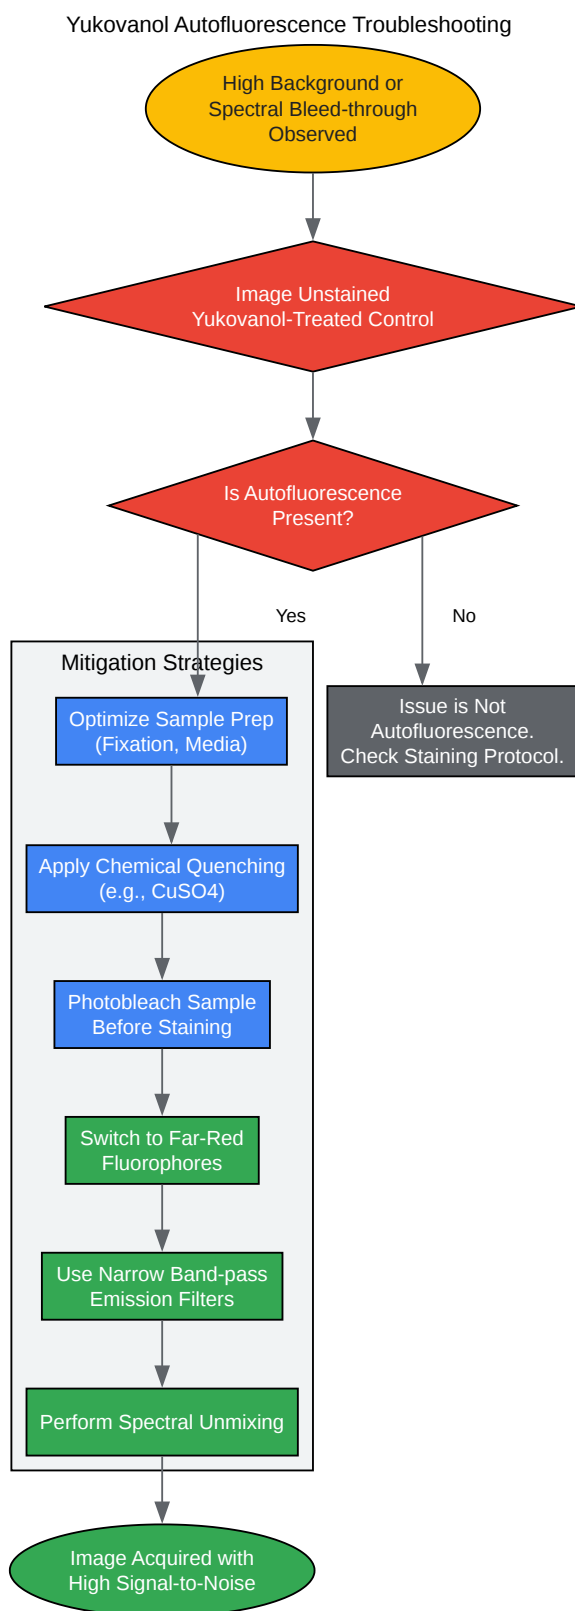 Yukovanol Autofluorescence Troubleshooting
High Background or
Spectral Bleed-through
Observed
Image Unstained
Yukovanol-Treated Control
Is Autofluorescence
Present?
Yes
No
Mitigation Strategies
Optimize Sample Prep
(Fixation, Media)
Issue is Not
Autofluorescence.
Check Staining Protocol.
Apply Chemical Quenching
(e.g., CuSO4)
Photobleach Sample
Before Staining
Switch to Far-Red
Fluorophores
Use Narrow Band-pass
Emission Filters
Perform Spectral Unmixing
Image Acquired with
High Signal-to-Noise